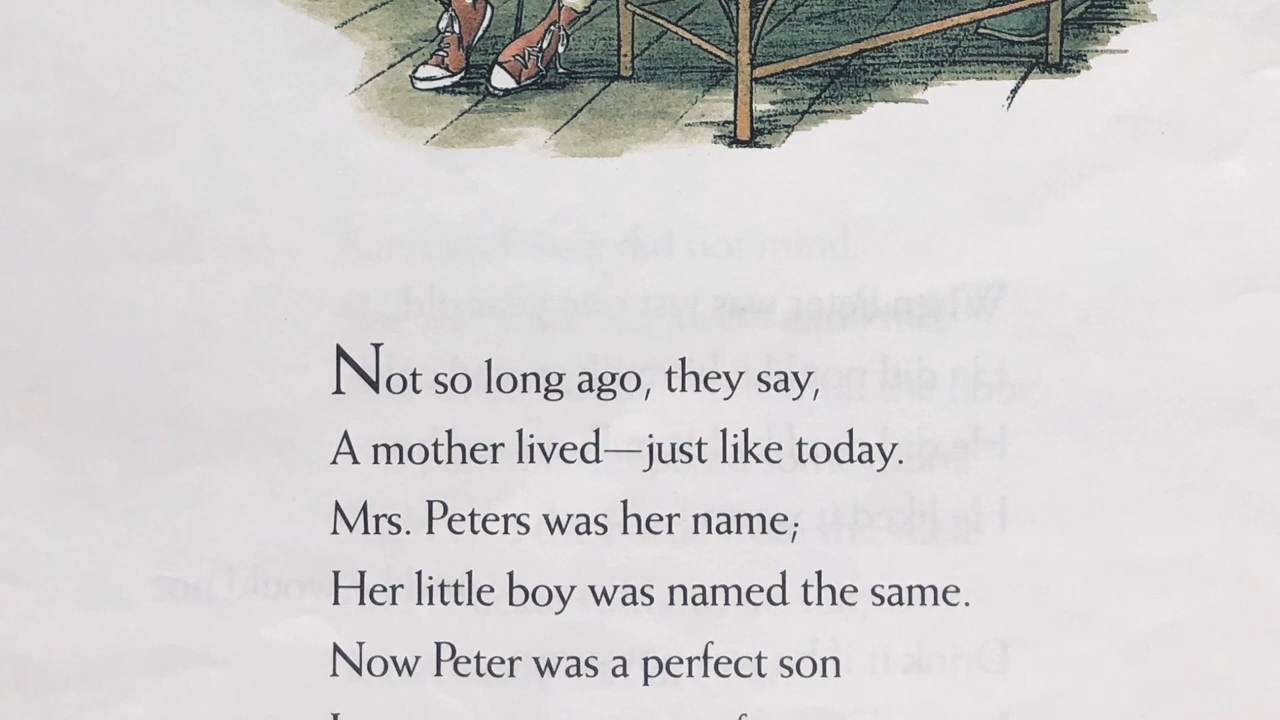 Not so long ago, they say,
A mother lived—just like today.
Mrs. Peters was her name;
Her little boy was named the same.
Now Peter was a perfect son